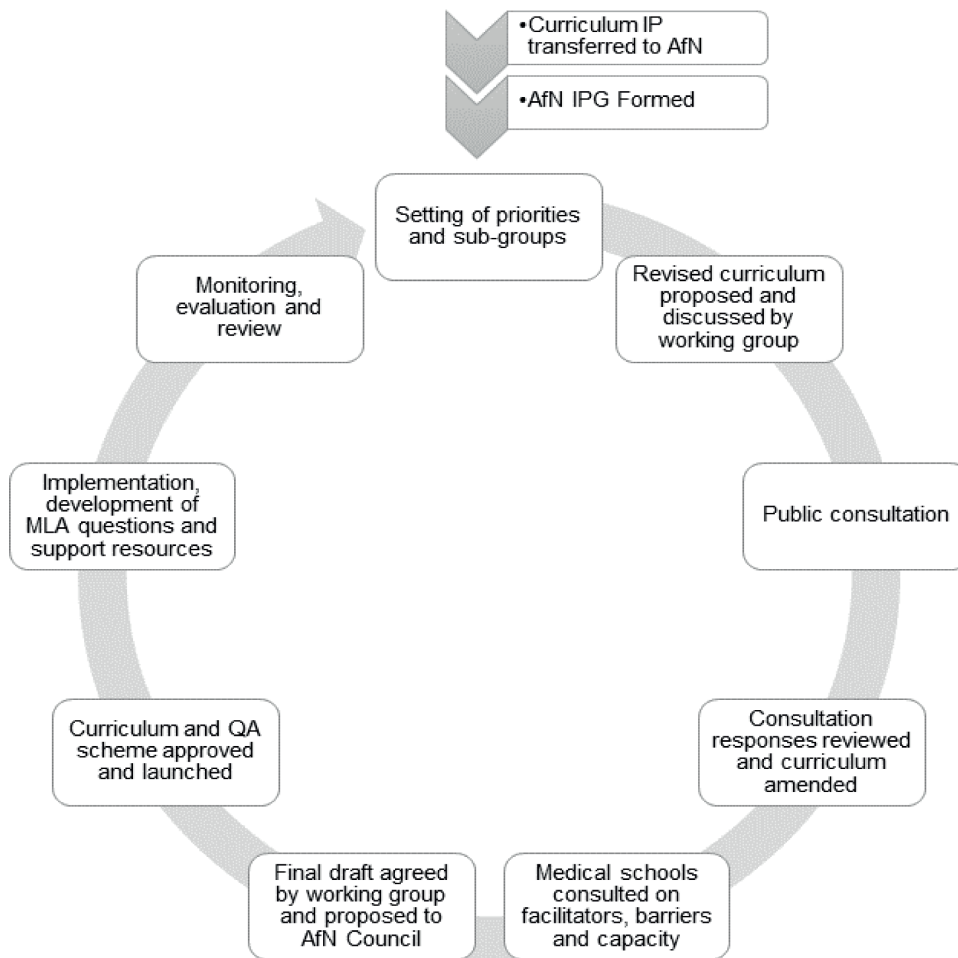 •Curriculum IP
transferred to AfN
•AfN IPG Formed
Setting of priorities
and sub-groups
Revised curriculum
proposed and
discussed by
working group
Public consultation
Consultation
responses reviewed
and curriculum
amended
Medical schools
consulted on
facilitators, barriers
and capacity
Final draft agreed
by working group
and proposed to
AfN Council
Curriculum and QA
scheme approved
and launched
Implementation,
development of
MLA questions and
support resources
Monitoring,
evaluation and
review